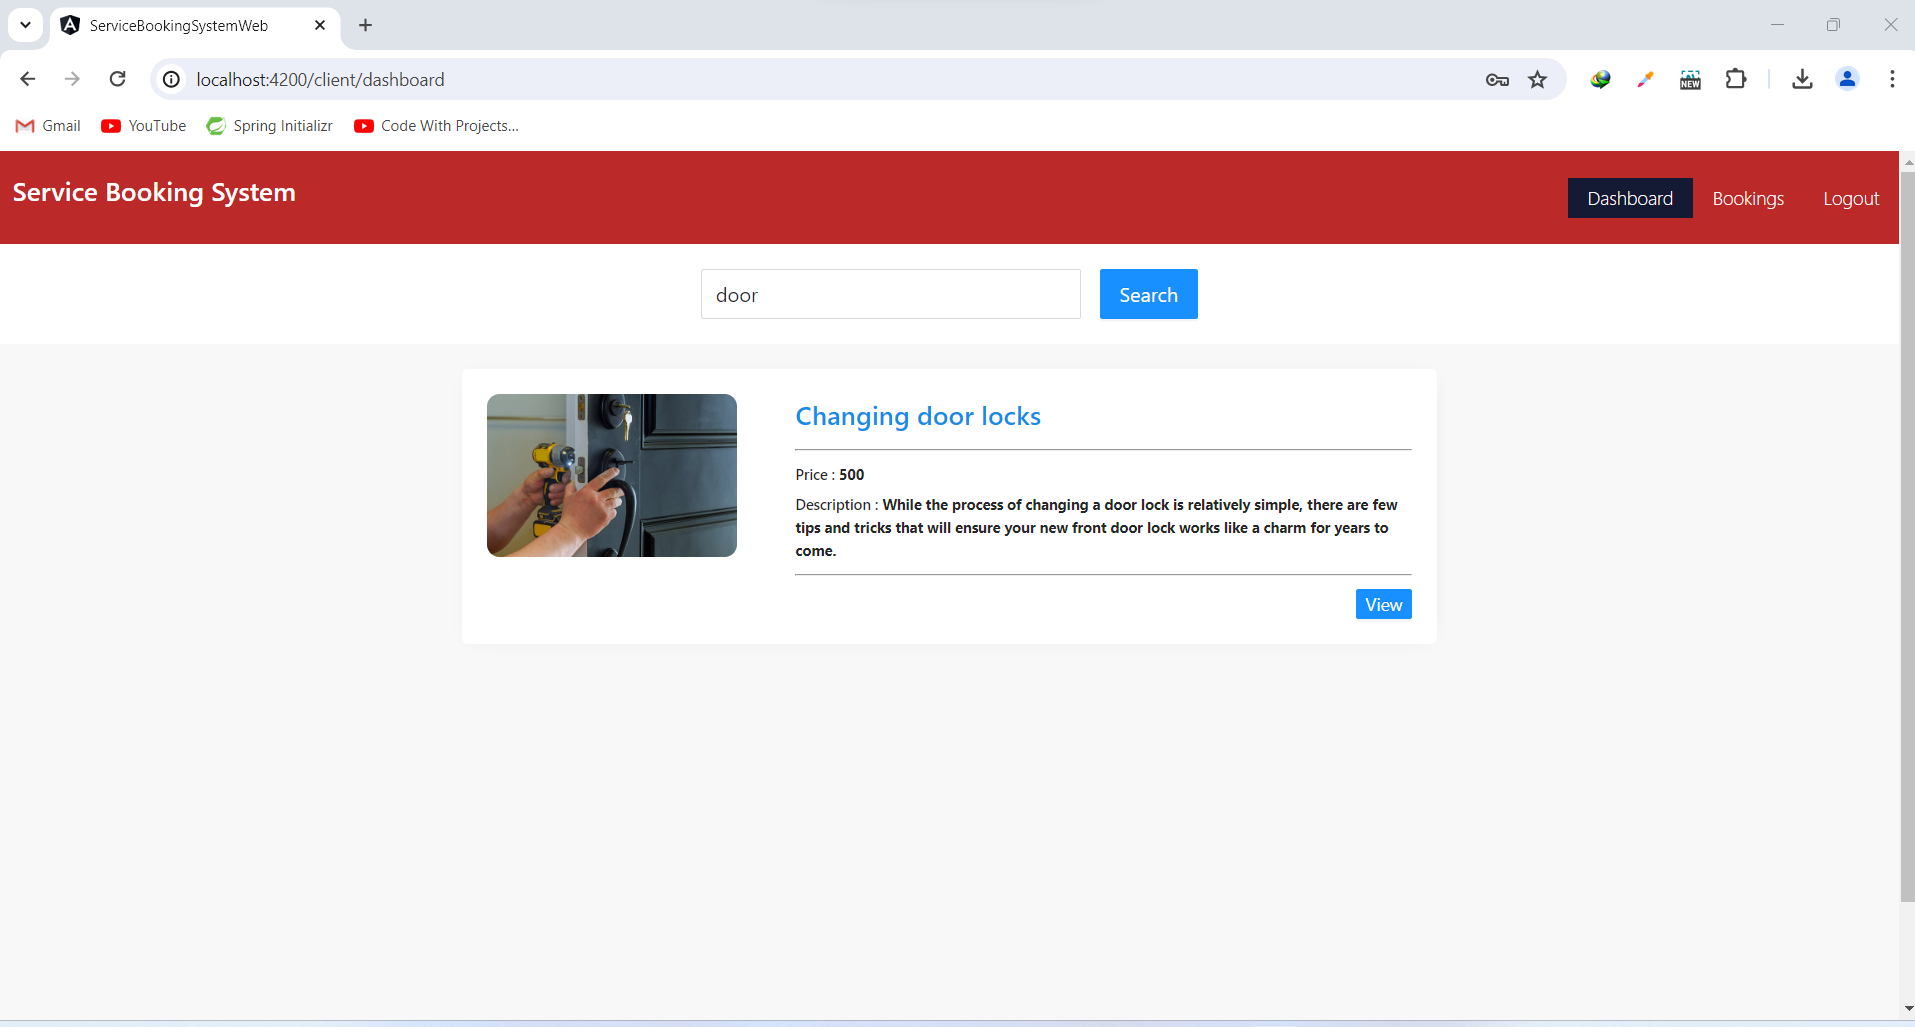 ServiceBookingSystemWeb
localhost:4200/client/dashboard
NEW
Gmail YouTube Spring Initializr Code With Projects...
Service Booking System
Dashboard Bookings Logout
door Search
Changing door locks
Price : 500
Description : While the process of changing a door lock is relatively simple, there are few
tips and tricks that will ensure your new front door lock works like a charm for years to
come.
View